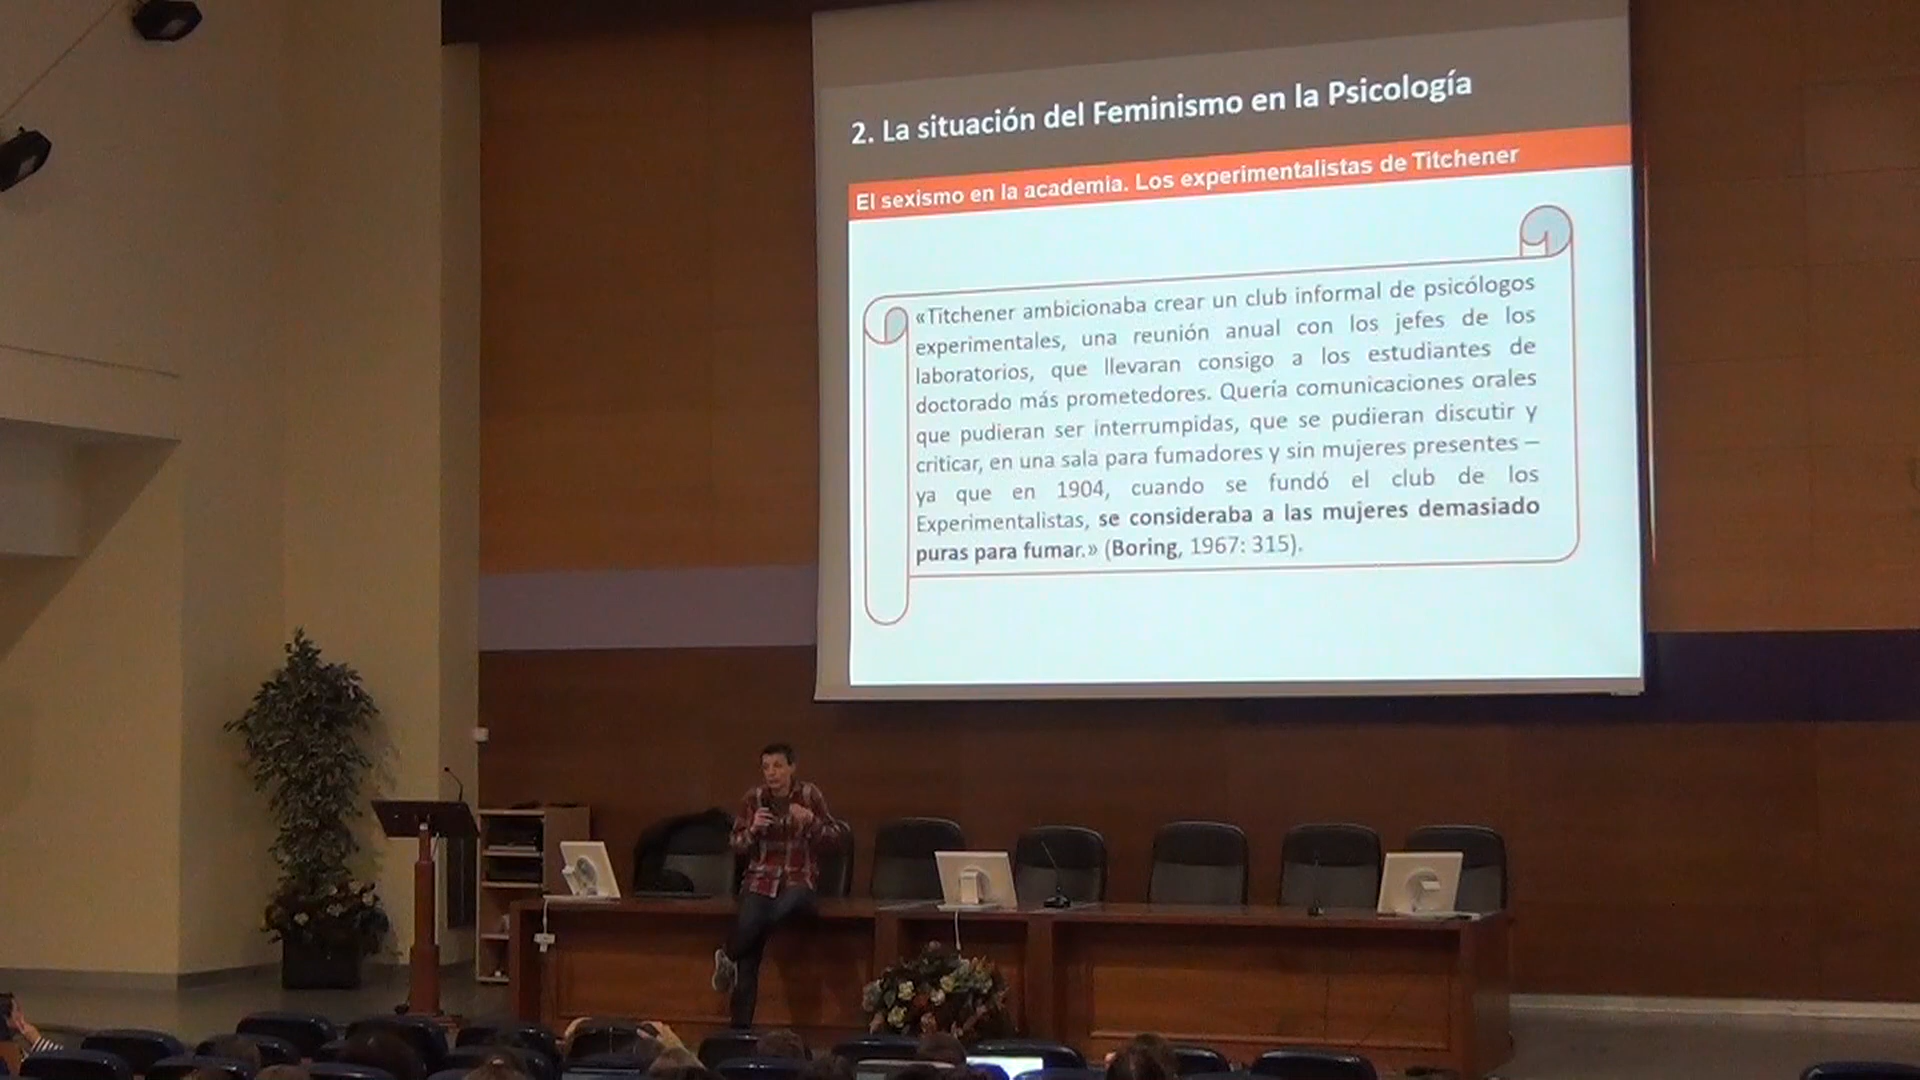 2. La situación del Feminismo en la Psicología
El sexismo en la academia. Los experimentalistas de Titchener
«Titchener ambicionaba crear un club informal de psicólogos
experimentales, una reunión anual con los jefes de los
laboratorios, que llevaran consigo a los estudiantes de
doctorado más prometedores. Quería comunicaciones orales
que pudieran ser interrumpidas, que se pudieran discutir y
criticar, en una sala para fumadores y sin mujeres presentes –
ya que en 1904, cuando se fundó el club de los
Experimentalistas, se consideraba a las mujeres demasiado
puras para fumar.» (Boring, 1967: 315).